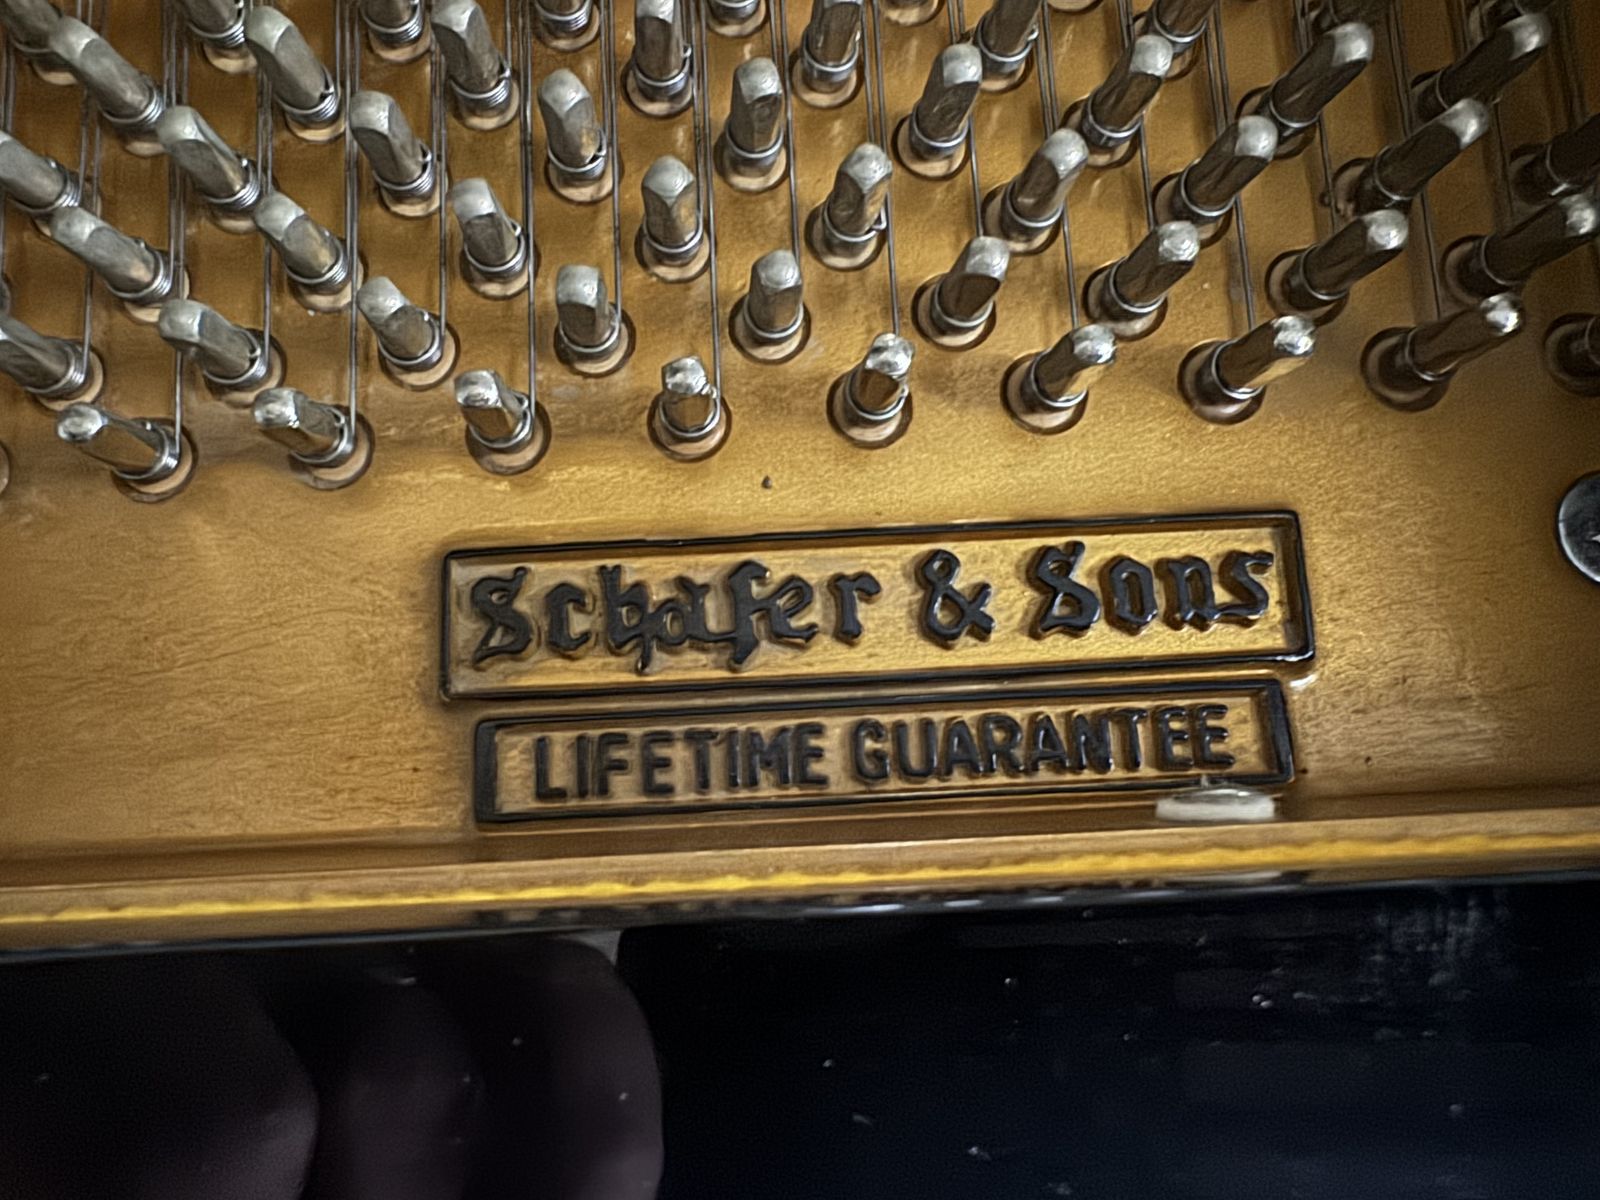 Schafer & Sons
LIFETIME GUARANTEE